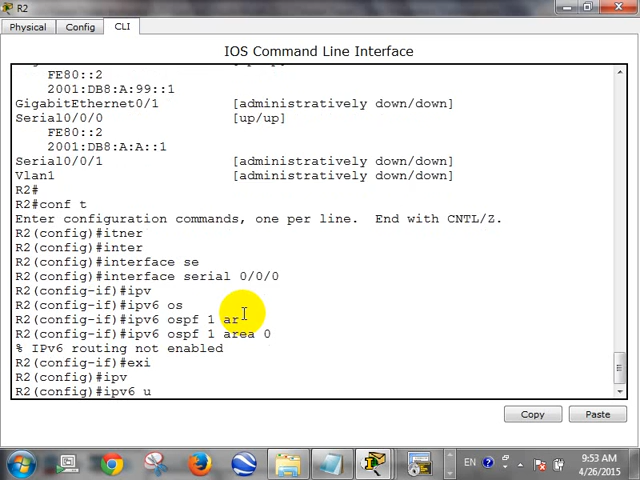 R2
Physical Config CLI
IOS Command Line Interface
FE80::2
2001:DB8:A:99::1
GigabitEthernet0/1 [administratively down/down]
Serial0/0/0 [up/up]
FE80::2
2001:DB8:A:A::1
Serial0/0/1 [administratively down/down]
Vlan1 [administratively down/down]
R2#
R2#conf t
Enter configuration commands, one per line. End with CNTL/Z.
R2(config)#itner
R2(config)#inter
R2(config)#interface se
R2(config)#interface serial 0/0/0
R2(config-if)#ipv
R2(config-if)#ipv6 os
R2(config-if)#ipv6 ospf 1 ar
R2(config-if)#ipv6 ospf 1 area 0
% IPv6 routing not enabled
R2(config-if)#exi
R2(config)#ipv
R2(config)#ipv6 u
Copy Paste
EN 9:53 AM
4/26/2015